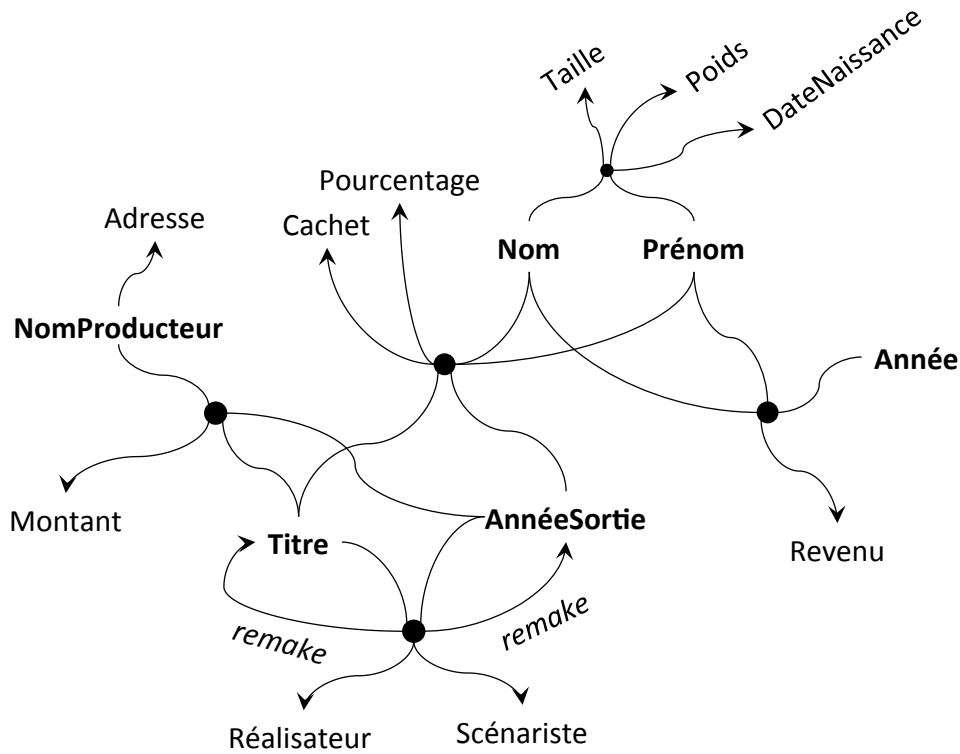 Taille
Poids
DateNaissance
Pourcentage
Adresse
Cachet
Nom
Prénom
NomProducteur
Année
Montant
Titre
AnnéeSortie
Revenu
remake
remake
Réalisateur
Scénariste